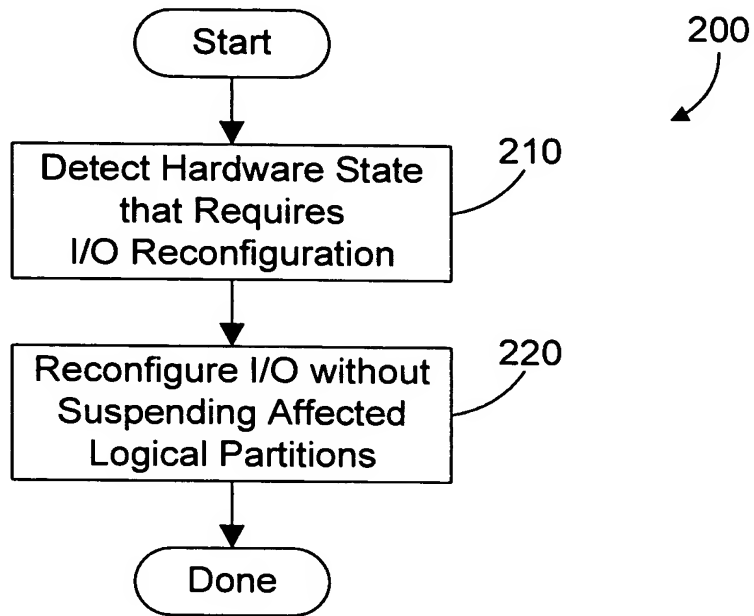 Start
200
210
Detect Hardware State
that Requires
I/O Reconfiguration
220
Reconfigure I/O without
Suspending Affected
Logical Partitions
Done